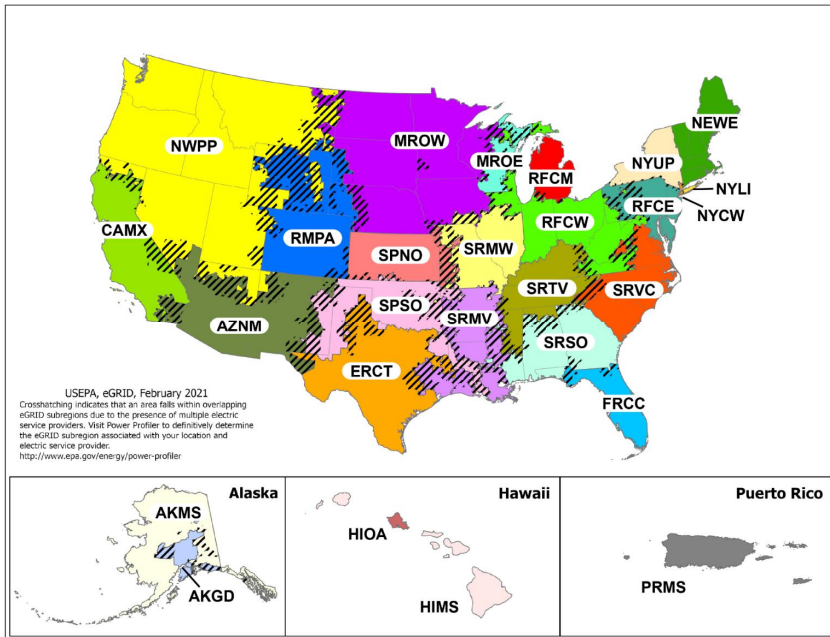 NEWE
NWPP
MROW
NYUP
MROE
RFCM
NYLI
RFCE
NYCW
CAMX
RFCW
RMPA
SRMW
SPNO
SRTV
SRVC
SPSO
SRMV
AZNM
SRSO
ERCT
FRCC
USEPA, eGRID, February 2021
Crosshatching indicates that an area falls within overlapping
eGRID subregions due to the presence of multiple electric
service providers. Visit Power Profiler to definitively determine
the eGRID subregion associated with your location and
electric service provider.
http://www.epa.gov/energy/power-profiler
Alaska
AKMS
AKGD
Hawaii
HIOA
HIMS
Puerto Rico
PRMS